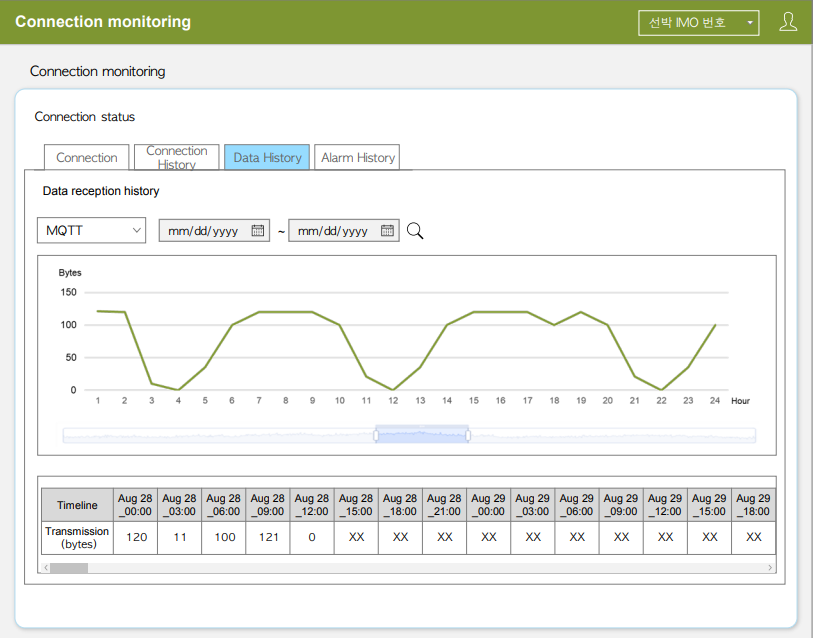 Connection monitoring
선박 IMO 번호
Connection monitoring
Connection status
Connection
Connection
History
Data History
Alarm History
Data reception history
MQTT
mm/dd/yyyy
~
mm/dd/yyyy
Bytes
150
100
50
0
1 2 3 4 5 6 7 8 9 10 11 12 13 14 15 16 17 18 19 20 21 22 23 24 Hour
Timeline
Aug 28
_00:00
Aug 28
_03:00
Aug 28
_06:00
Aug 28
_09:00
Aug 28
_12:00
Aug 28
_15:00
Aug 28
_18:00
Aug 28
_21:00
Aug 29
_00:00
Aug 29
_03:00
Aug 29
_06:00
Aug 29
_09:00
Aug 29
_12:00
Aug 29
_15:00
Aug 29
_18:00
Transmission
(bytes)
120 11 100 121 0 XX XX XX XX XX XX XX XX XX XX